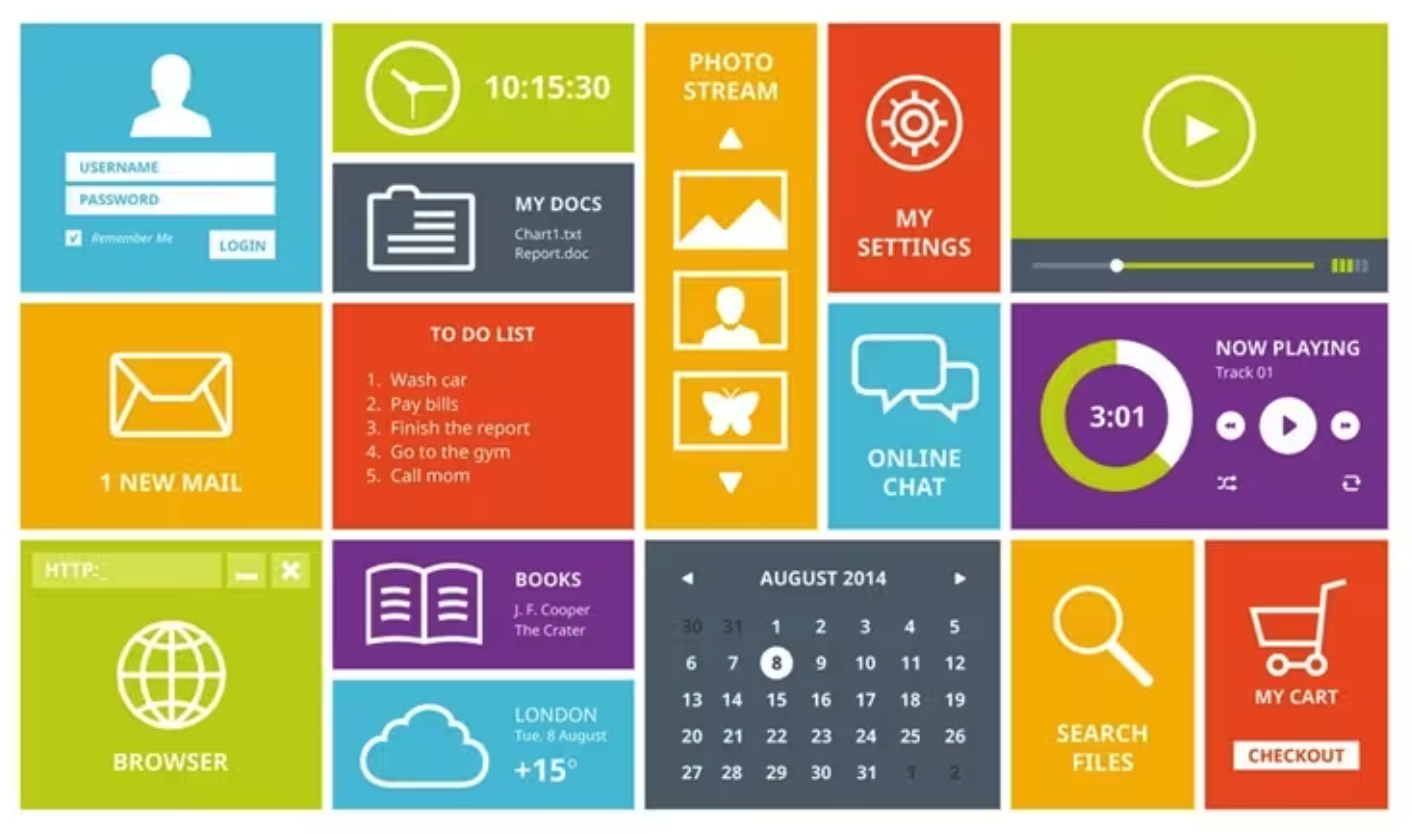 USERNAME
PASSWORD
Remember Me
LOGIN
10:15:30
MY DOCS
Chart1.txt
Report.doc
PHOTO
STREAM
MY
SETTINGS
1 NEW MAIL
TO DO LIST
1. Wash car
2. Pay bills
3. Finish the report
4. Go to the gym
5. Call mom
ONLINE
CHAT
NOW PLAYING
Track 01
3:01
HTTP:_
BROWSER
BOOKS
J. F. Cooper
The Crater
LONDON
Tue, 8 August
+15°
AUGUST 2014
30 31 1 2 3 4 5
6 7 8 9 10 11 12
13 14 15 16 17 18 19
20 21 22 23 24 25 26
27 28 29 30 31 1 2
SEARCH
FILES
MY CART
CHECKOUT